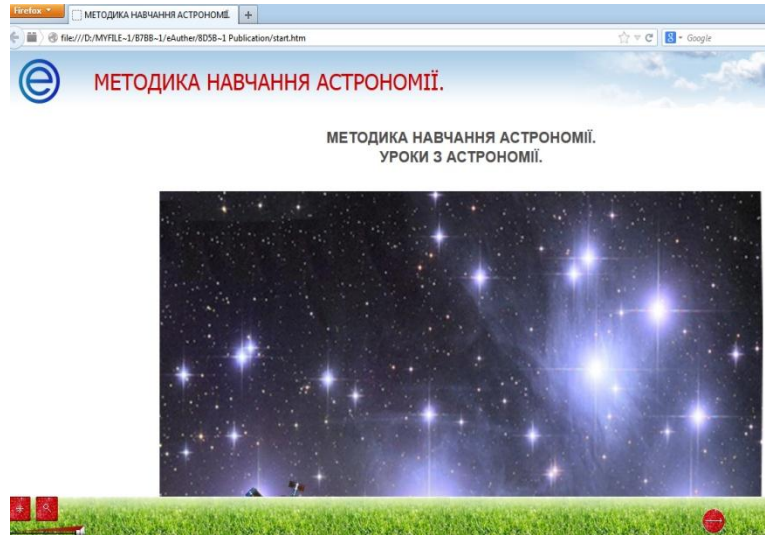 Firefox
МЕТОДИКА НАВЧАННЯ АСТРОНОМІЇ.
file:///D:/MYFILE~1/B7BB~1/eAuther/8D5B~1 Publication/start.htm
Google
МЕТОДИКА НАВЧАННЯ АСТРОНОМІЇ.
МЕТОДИКА НАВЧАННЯ АСТРОНОМІЇ.
УРОКИ З АСТРОНОМІЇ.